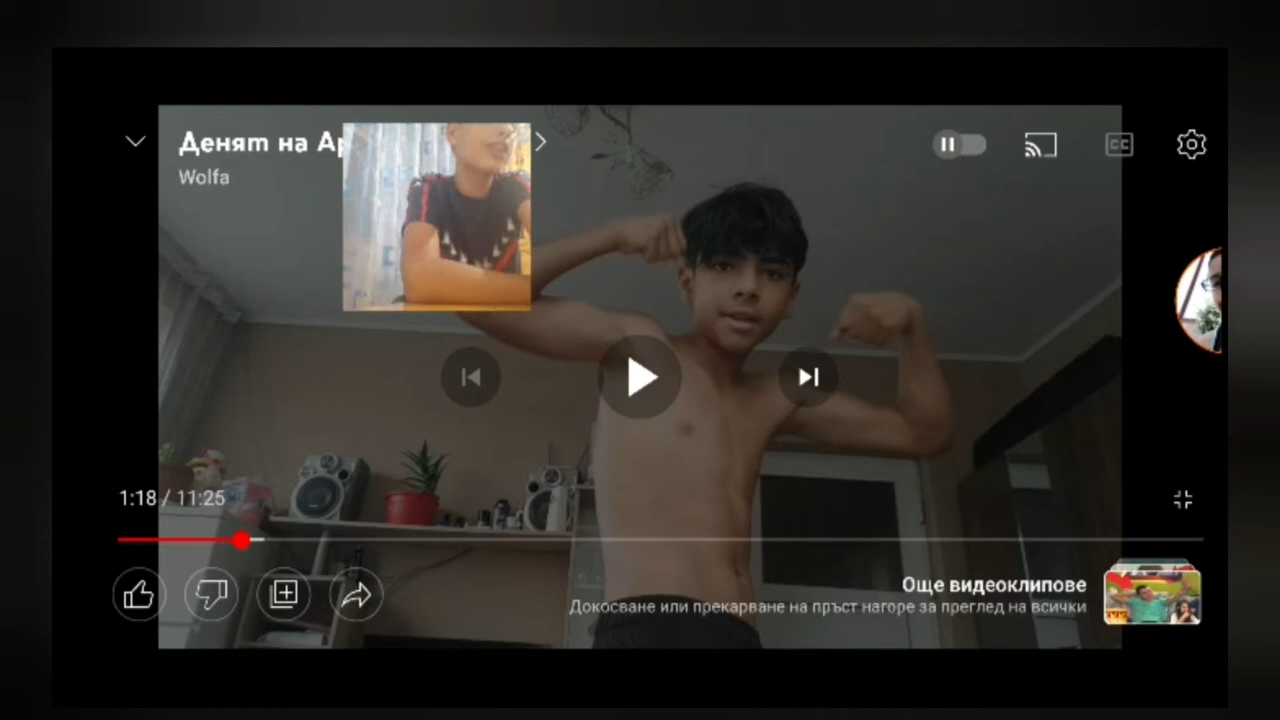 Денят на
Wolfa
CC
1:18 / 11:25
Още видеоклипове
Докосване или прекарване на пръст нагоре за преглед на всички